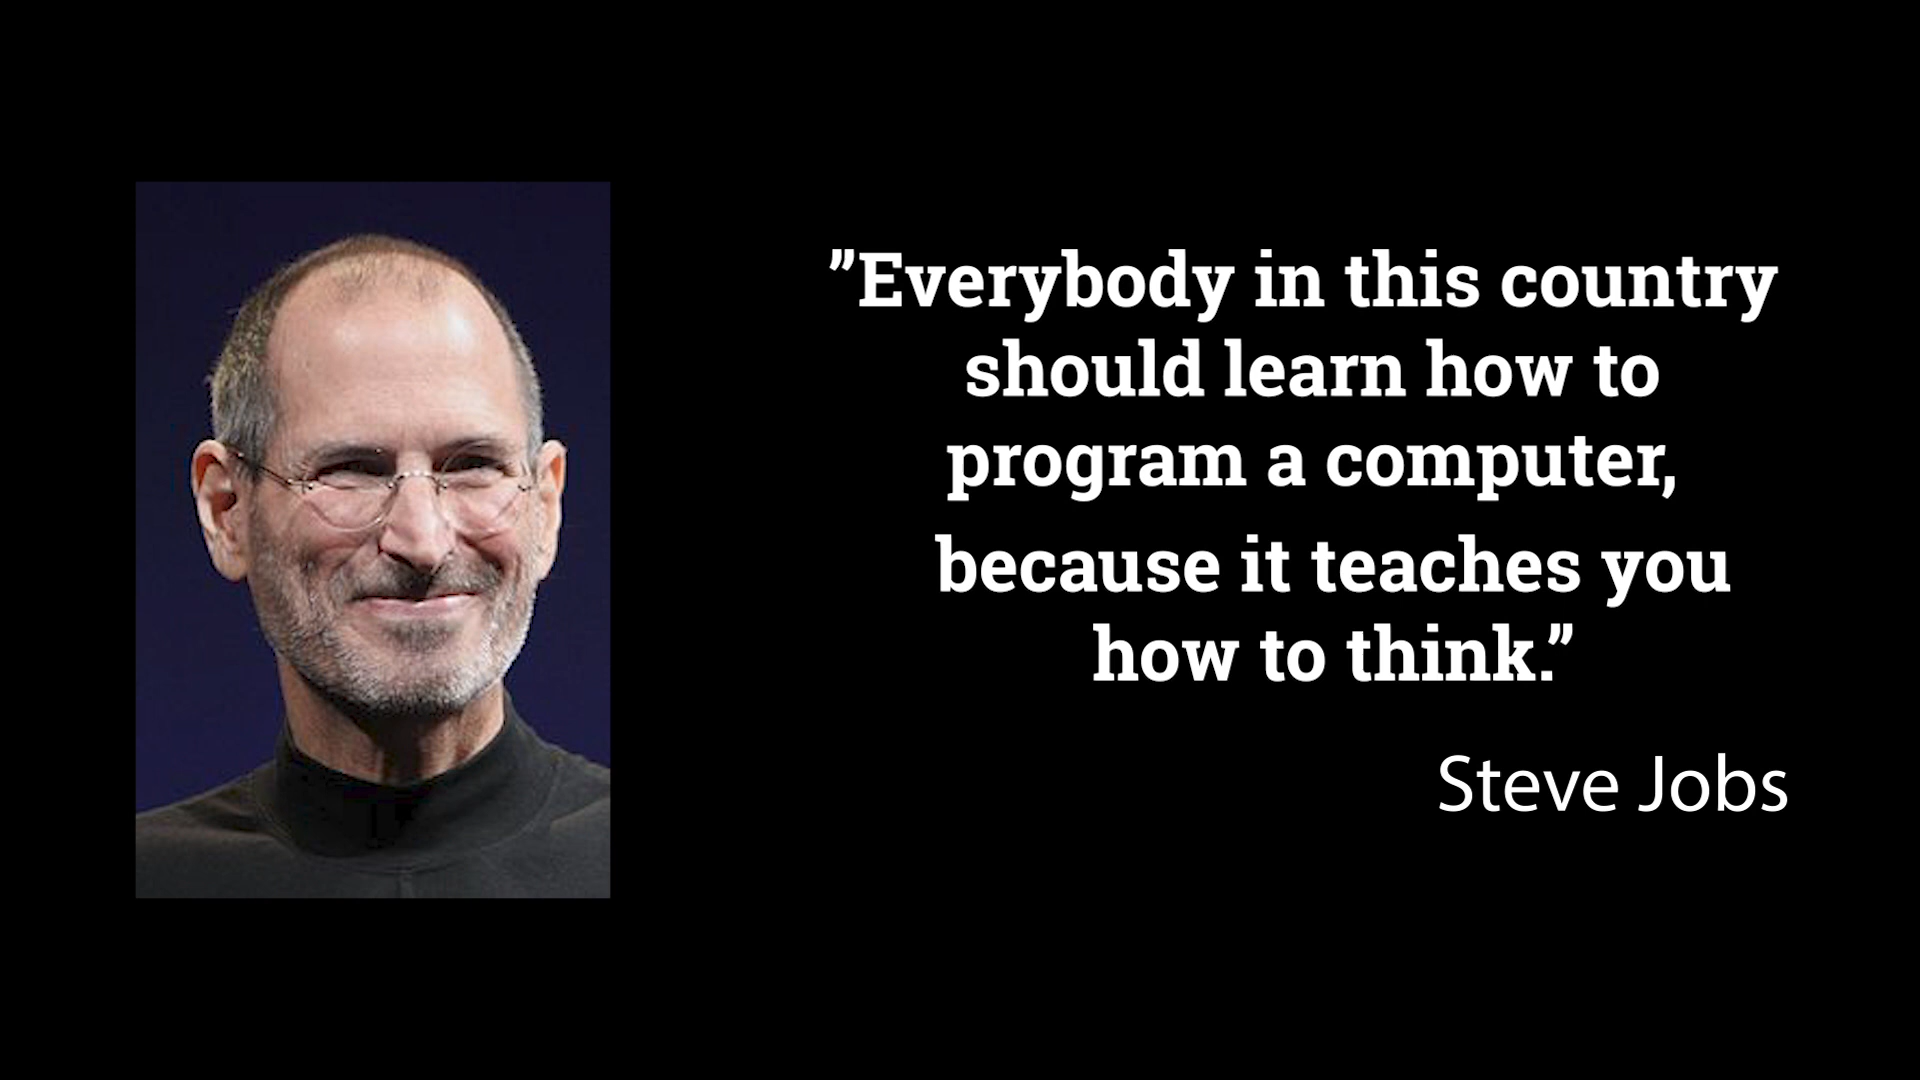 ”Everybody in this country
should learn how to
program a computer,
because it teaches you
how to think.”
Steve Jobs